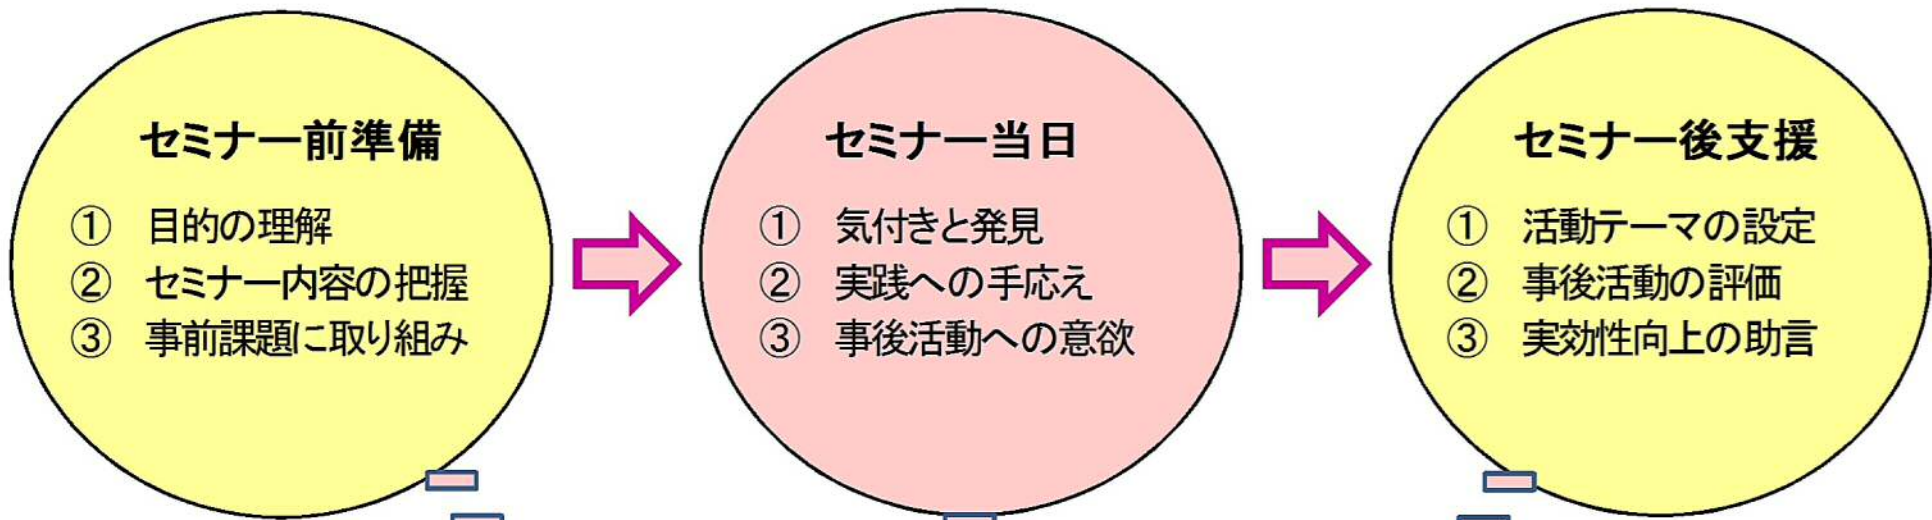 セミナー前準備
① 目的の理解
② セミナー内容の把握
③ 事前課題に取り組み
セミナー当日
① 気付きと発見
② 実践への手応え
③ 事後活動への意欲
セミナー後支援
① 活動テーマの設定
② 事後活動の評価
③ 実効性向上の助言